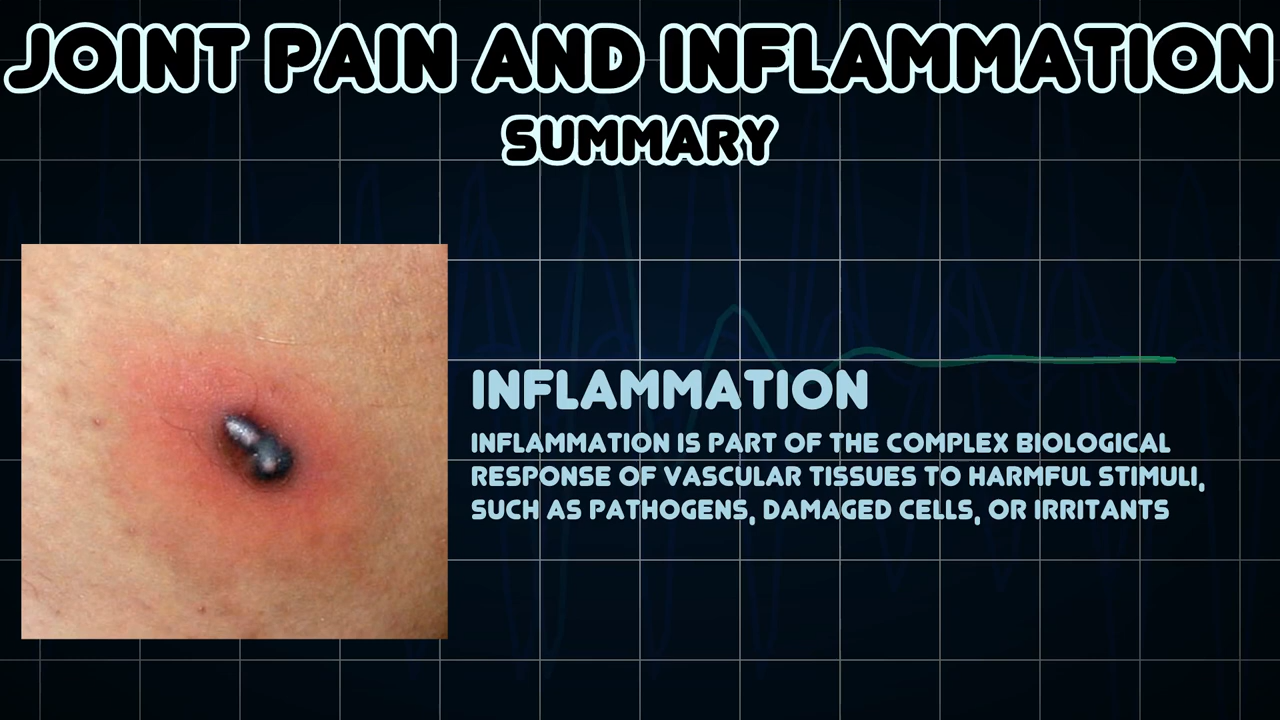 JOINT PAIN AND INFLAMMATION
SUMMARY
INFLAMMATION
INFLAMMATION IS PART OF THE COMPLEX BIOLOGICAL
RESPONSE OF VASCULAR TISSUES TO HARMFUL STIMULI,
SUCH AS PATHOGENS, DAMAGED CELLS, OR IRRITANTS